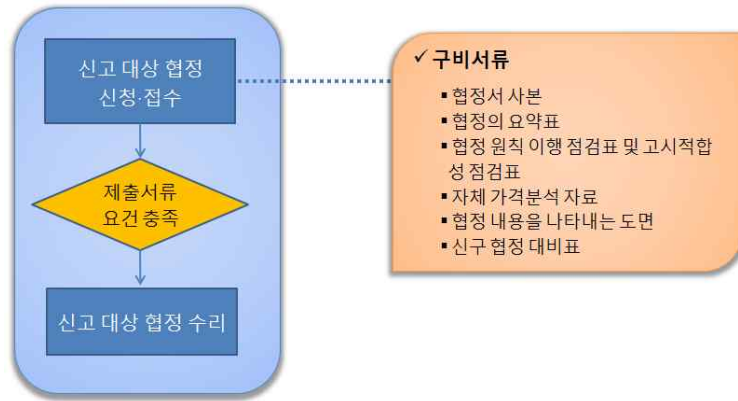 신고 대상 협정
신청·접수
제출서류
요건 충족
신고 대상 협정 수리
✓ 구비서류
▪ 협정서 사본
▪ 협정의 요약표
▪ 협정 원칙 이행 점검표 및 고시적합
성 점검표
▪ 자체 가격분석 자료
▪ 협정 내용을 나타내는 도면
▪ 신구 협정 대비표